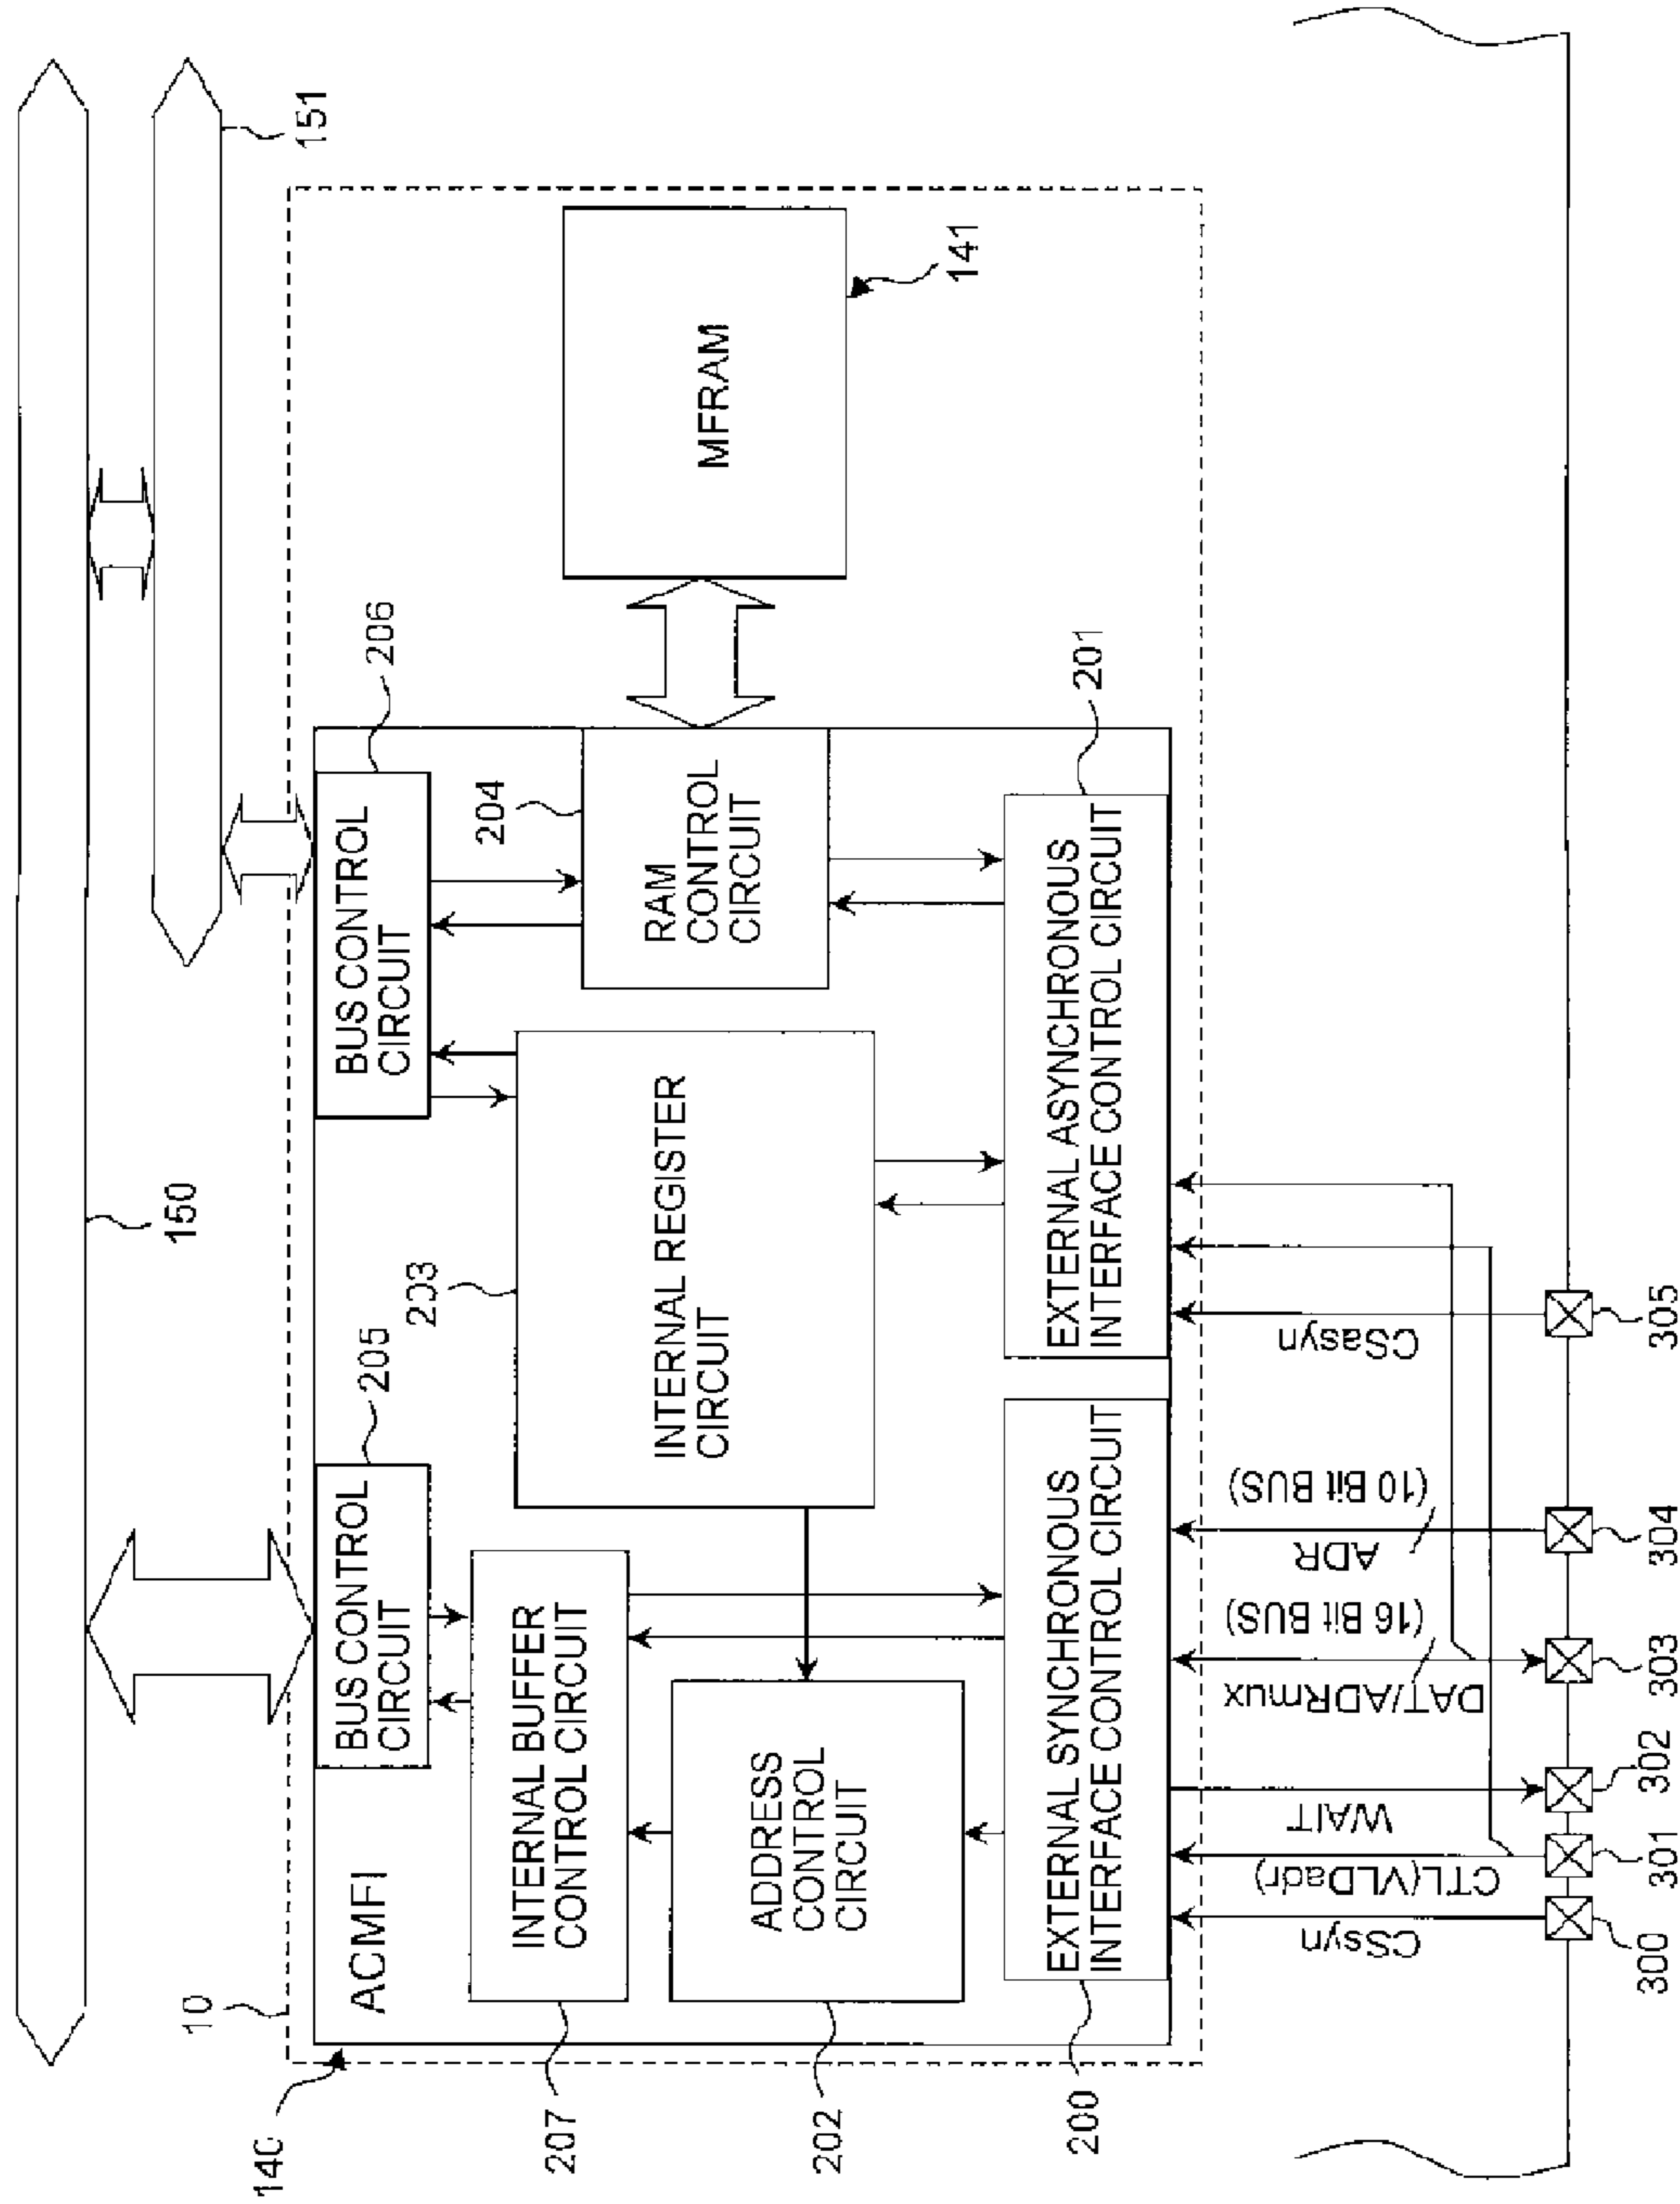 150
151
10
140
ACMFI
BUS CONTROL
CIRCUIT
205
BUS CONTROL
CIRCUIT
206
207
INTERNAL BUFFER
CONTROL CIRCUIT
203
INTERNAL REGISTER
CIRCUIT
204
RAM
CONTROL
CIRCUIT
MFRAM
141
202
ADDRESS
CONTROL
CIRCUIT
200
EXTERNAL SYNCHRONOUS
INTERFACE CONTROL CIRCUIT
201
EXTERNAL ASYNCHRONOUS
INTERFACE CONTROL CIRCUIT
CSsyn
CTL(VLDadr)
WAIT
DAT/ADRmux
(16 Bit BUS)
ADR
(10 Bit BUS)
CSasyn
300
301
302
303
304
305